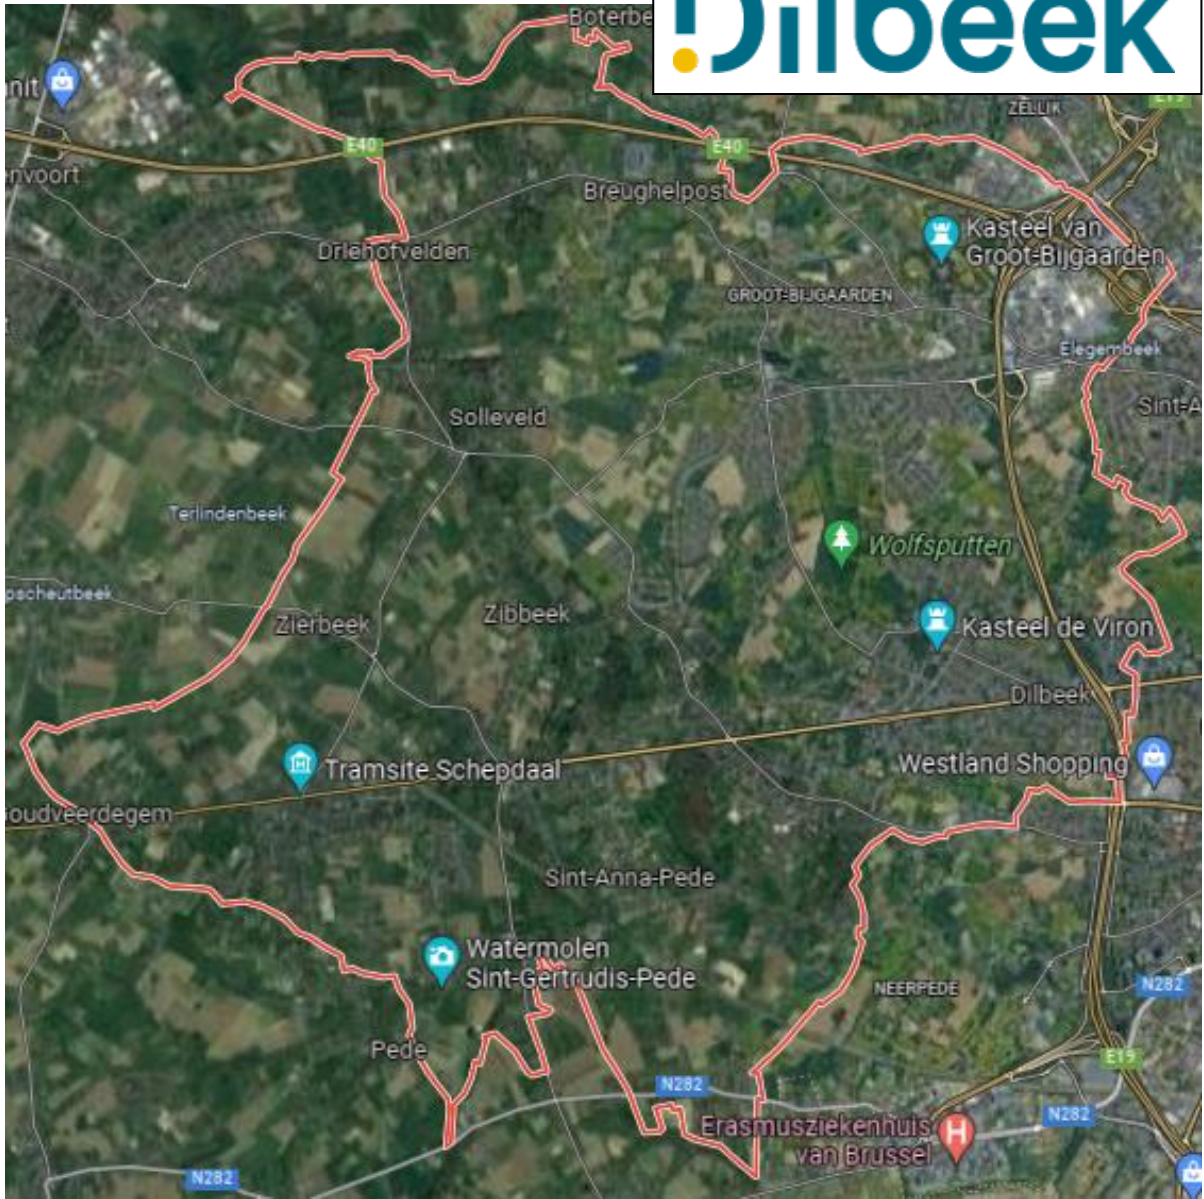 Boterbe
Dilbeek
nnit
ZELLIK
E19
E40
E40
envoort
Breughelpost
Kasteel van
Groot-Bijgaarden
Driehofvelden
GROOT-BIJGAARDEN
Elegembeek
Solleveld
Sint-A
Terlindenbeek
Wolfsputten
pscheutbeek
Zierbeek
Zibbeek
Kasteel de Viron
Dilbeek
Tramsite Schepdaal
Westland Shopping
oudveerdegem
Sint-Anna-Pede
Watermolen
Sint-Gertrudis-Pede
NEERPEDE
N282
Pede
E19
N282
Erasmusziekenhuis
van Brussel
N282
N282